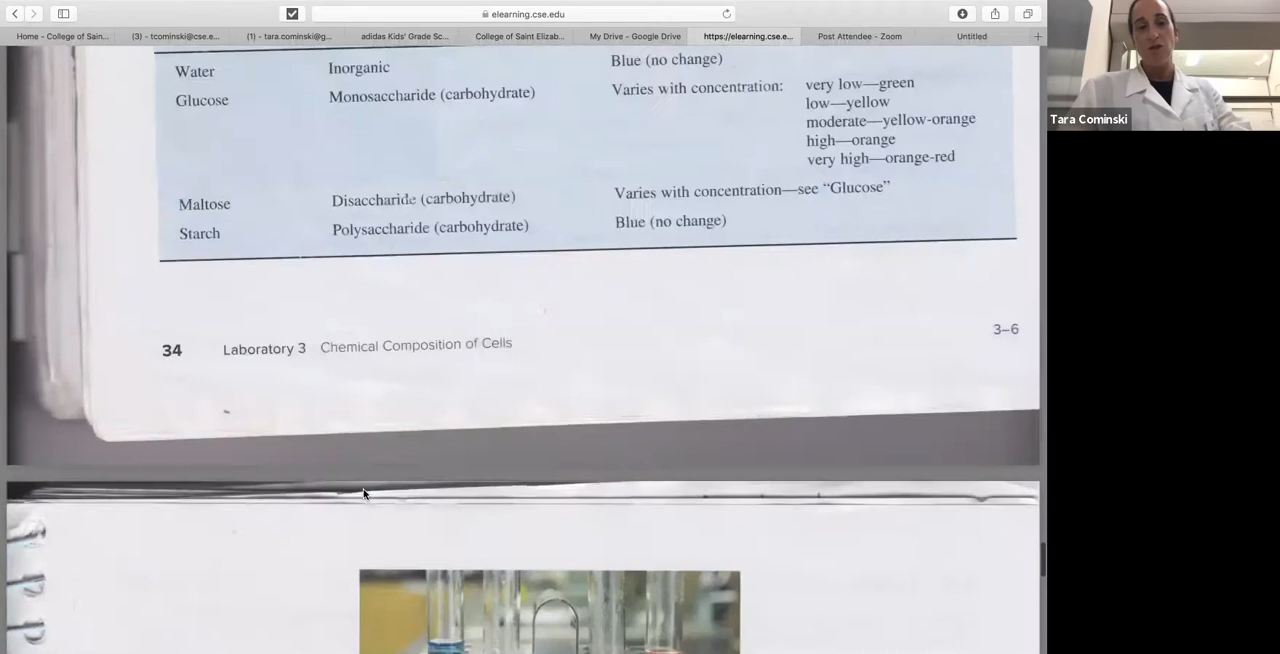 elearning.cse.edu
Home - College of Sain...
(3) - tcominski@cse.e...
(1) - tara.cominski@g...
adidas Kids' Grade Sc...
College of Saint Elizab...
My Drive - Google Drive
https://elearning.cse.e...
Post Attendee - Zoom
Untitled
Water Inorganic Blue (no change)
Glucose Monosaccharide (carbohydrate) Varies with concentration: very low—green
low—yellow
moderate—yellow-orange
high—orange
very high—orange-red
Maltose Disaccharide (carbohydrate) Varies with concentration—see “Glucose”
Starch Polysaccharide (carbohydrate) Blue (no change)
34 Laboratory 3 Chemical Composition of Cells 3–6
Tara Cominski